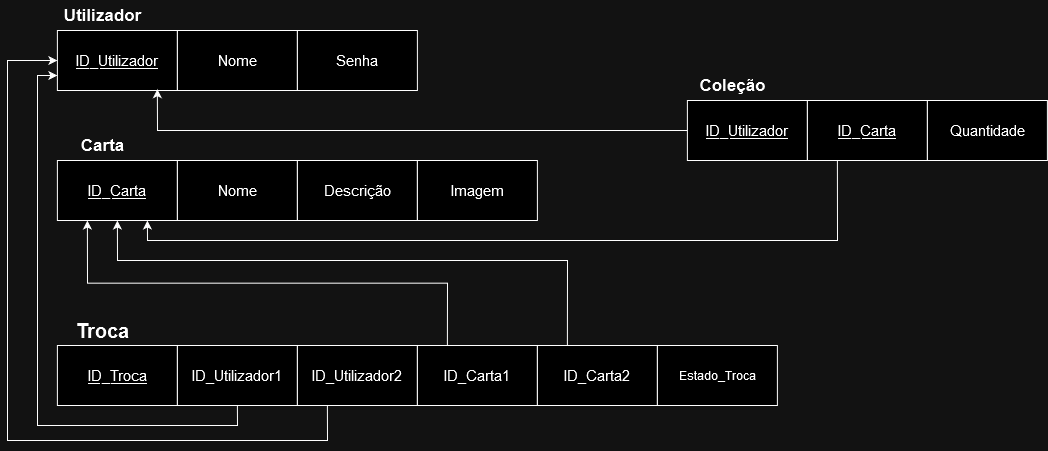 Utilizador
ID_Utilizador Nome Senha
Coleção
ID_Utilizador ID_Carta Quantidade
Carta
ID_Carta Nome Descrição Imagem
Troca
ID_Troca ID_Utilizador1 ID_Utilizador2 ID_Carta1 ID_Carta2 Estado_Troca